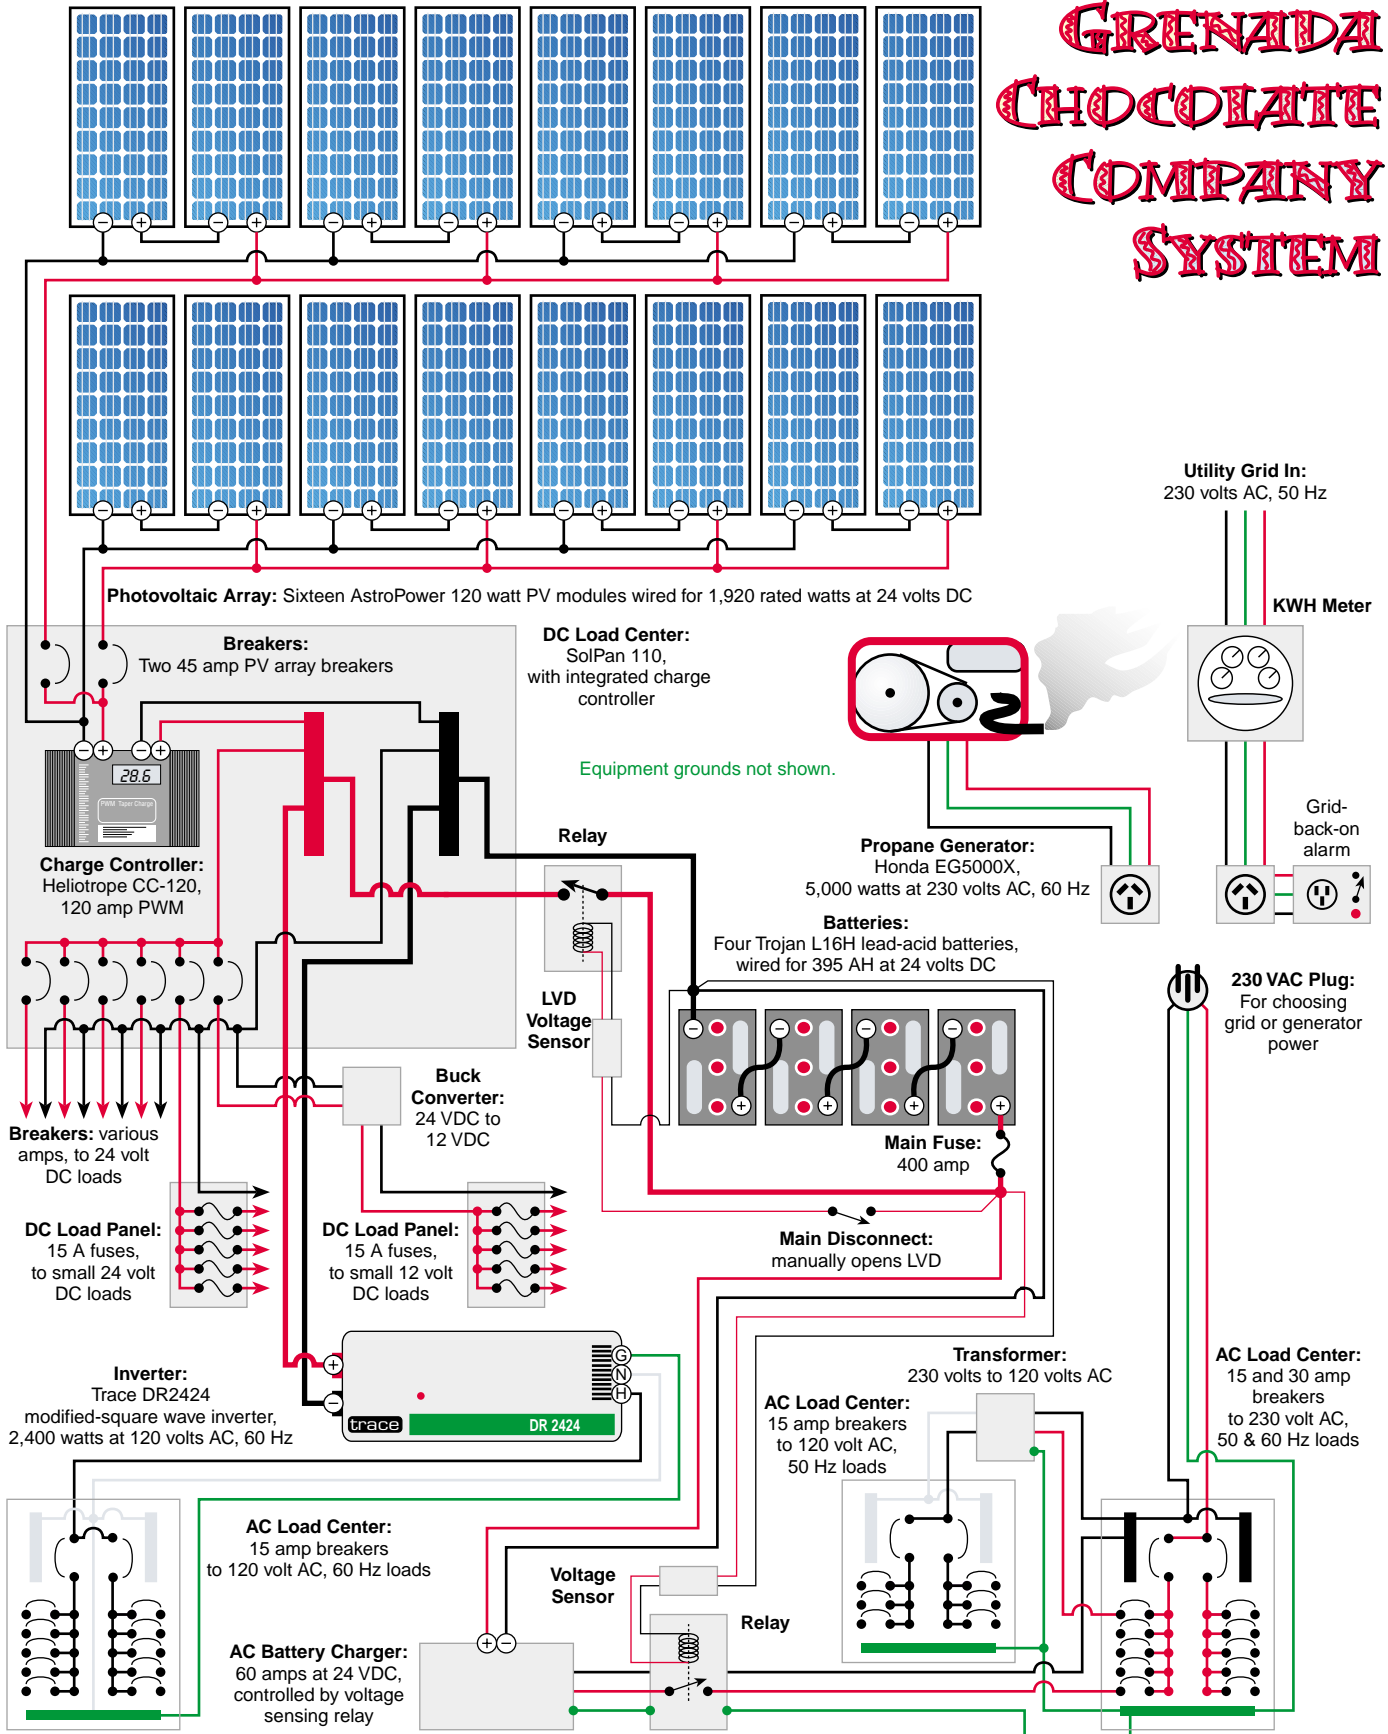 GRENADA
CHOCOLATE
COMPANY
SYSTEM
Utility Grid In:
230 volts AC, 50 Hz
KWH Meter
Photovoltaic Array: Sixteen AstroPower 120 watt PV modules wired for 1,920 rated watts at 24 volts DC
Breakers:
Two 45 amp PV array breakers
DC Load Center:
SolPan 110,
with integrated charge
controller
28.6
PWM Taper Charge
Equipment grounds not shown.
Charge Controller:
Heliotrope CC-120,
120 amp PWM
Relay
Propane Generator:
Honda EG5000X,
5,000 watts at 230 volts AC, 60 Hz
Grid-
back-on
alarm
Batteries:
Four Trojan L16H lead-acid batteries,
wired for 395 AH at 24 volts DC
230 VAC Plug:
For choosing
grid or generator
power
LVD
Voltage
Sensor
Buck
Converter:
24 VDC to
12 VDC
Breakers: various
amps, to 24 volt
DC loads
Main Fuse:
400 amp
DC Load Panel:
15 A fuses,
to small 24 volt
DC loads
DC Load Panel:
15 A fuses,
to small 12 volt
DC loads
Main Disconnect:
manually opens LVD
Inverter:
Trace DR2424
modified-square wave inverter,
2,400 watts at 120 volts AC, 60 Hz
G
N
H
trace
DR 2424
Transformer:
230 volts to 120 volts AC
AC Load Center:
15 amp breakers
to 120 volt AC,
50 Hz loads
AC Load Center:
15 and 30 amp
breakers
to 230 volt AC,
50 & 60 Hz loads
AC Load Center:
15 amp breakers
to 120 volt AC, 60 Hz loads
Voltage
Sensor
Relay
AC Battery Charger:
60 amps at 24 VDC,
controlled by voltage
sensing relay